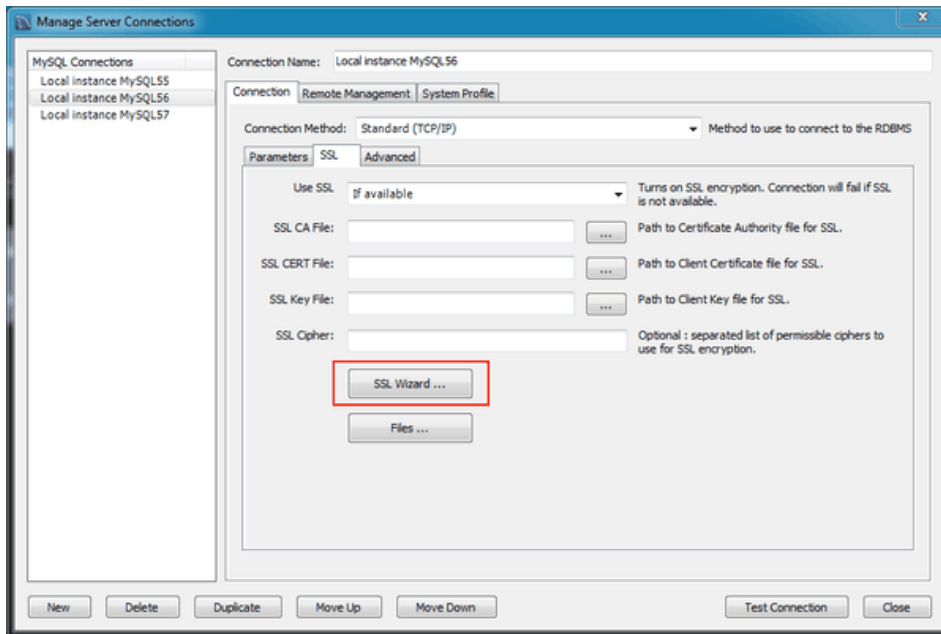 Manage Server Connections
X
MySQL Connections
Local instance MySQL55
Local instance MySQL56
Local instance MySQL57
Connection Name: Local instance MySQL56
Connection Remote Management System Profile
Connection Method: Standard (TCP/IP) Method to use to connect to the RDBMS
Parameters SSL Advanced
Use SSL If available Turns on SSL encryption. Connection will fail if SSL
is not available.
SSL CA File: ... Path to Certificate Authority file for SSL.
SSL CERT File: ... Path to Client Certificate file for SSL.
SSL Key File: ... Path to Client Key file for SSL.
SSL Cipher: Optional : separated list of permissible ciphers to
use for SSL encryption.
SSL Wizard ...
Files ...
New Delete Duplicate Move Up Move Down Test Connection Close